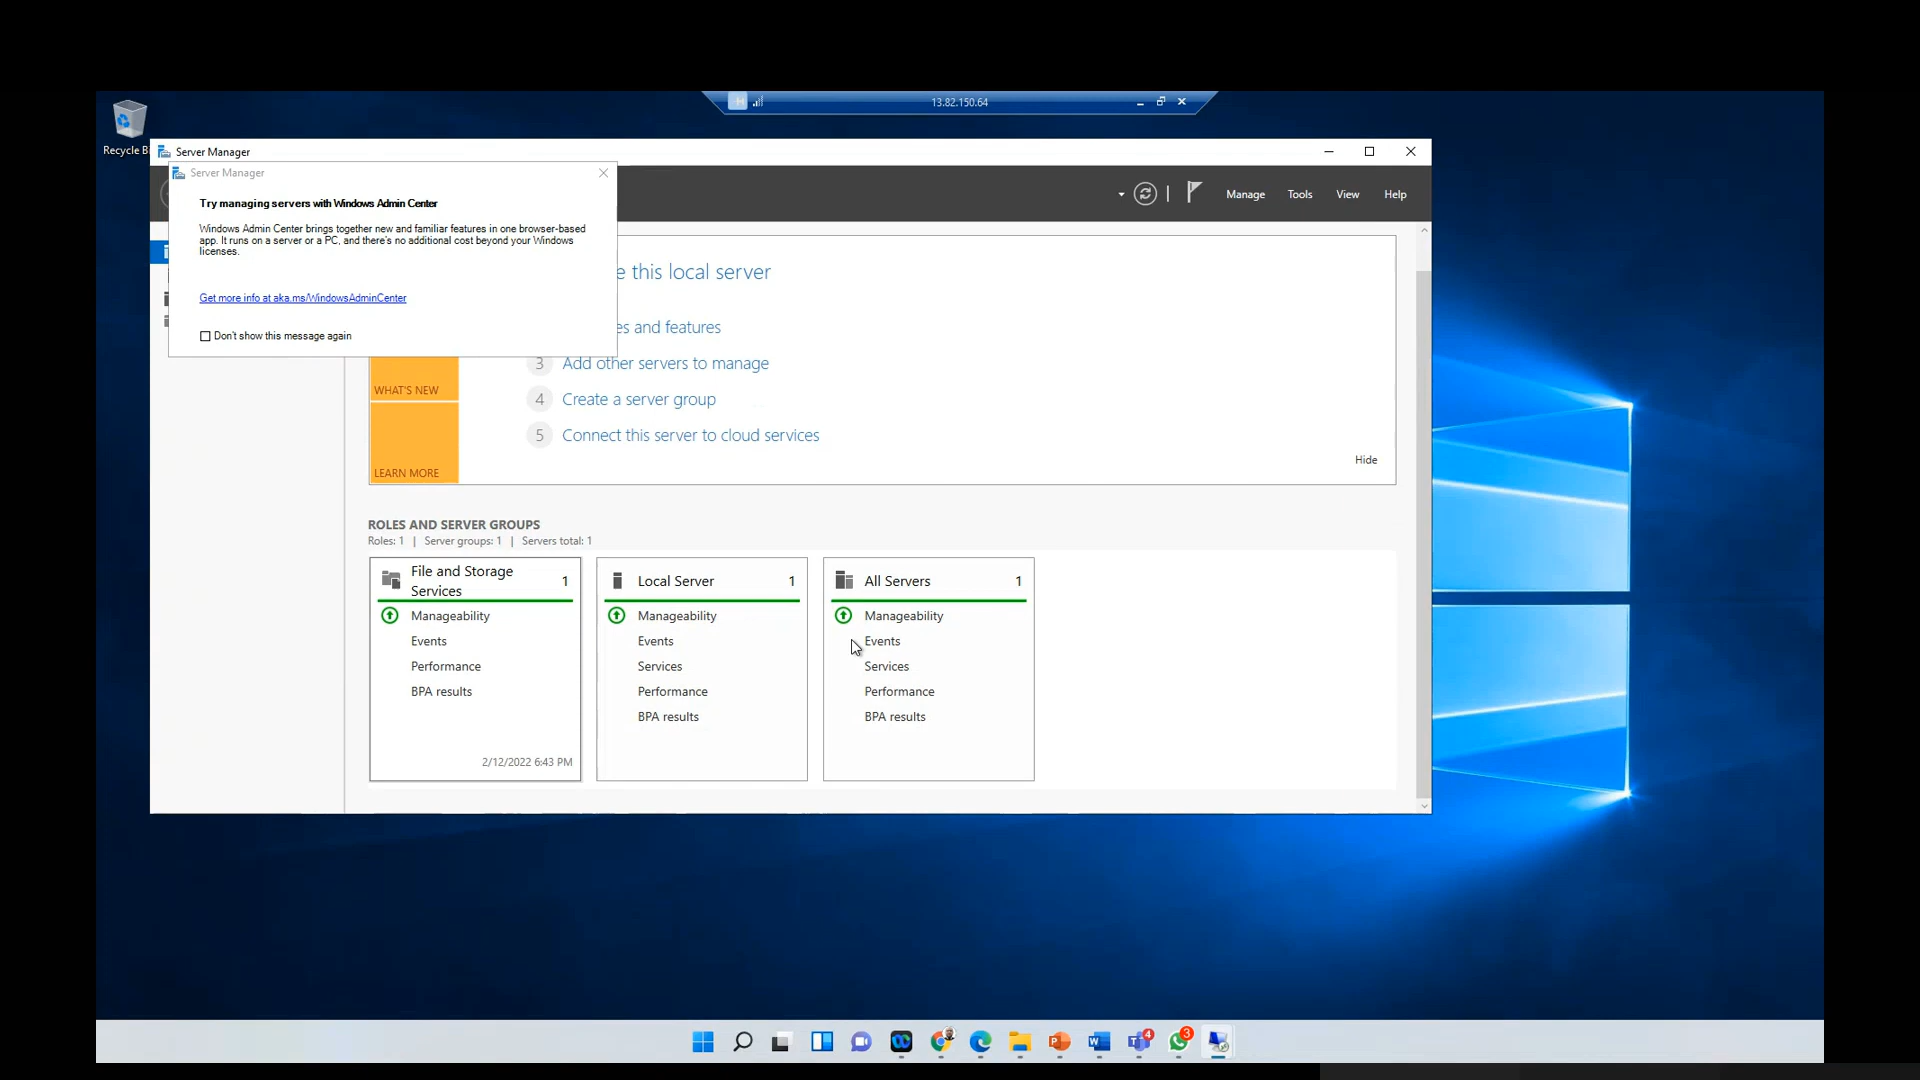 13.82.150.64
Recycle B
Server Manager
Server Manager
Try managing servers with Windows Admin Center
Windows Admin Center brings together new and familiar features in one browser-based
app. It runs on a server or a PC, and there's no additional cost beyond your Windows
licenses.
Get more info at aka.ms/WindowsAdminCenter
Don't show this message again
Manage Tools View Help
e this local server
es and features
3 Add other servers to manage
4 Create a server group
5 Connect this server to cloud services
WHAT'S NEW
LEARN MORE
Hide
ROLES AND SERVER GROUPS
Roles: 1 | Server groups: 1 | Servers total: 1
File and Storage
Services 1
Manageability
Events
Performance
BPA results
2/12/2022 6:43 PM
Local Server 1
Manageability
Events
Services
Performance
BPA results
All Servers 1
Manageability
Events
Services
Performance
BPA results
4
3